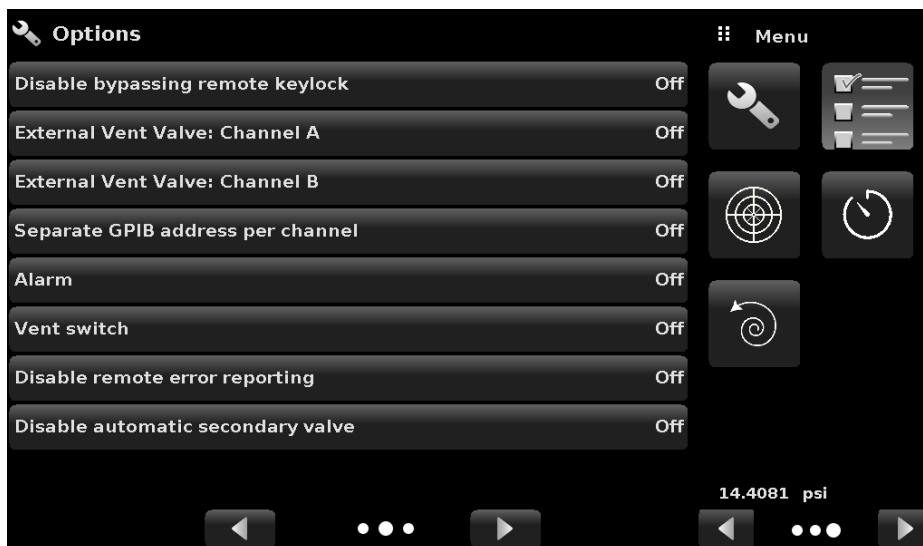 Options
Disable bypassing remote keylock Off
External Vent Valve: Channel A Off
External Vent Valve: Channel B Off
Separate GPIB address per channel Off
Alarm Off
Vent switch Off
Disable remote error reporting Off
Disable automatic secondary valve Off
Menu
14.4081 psi